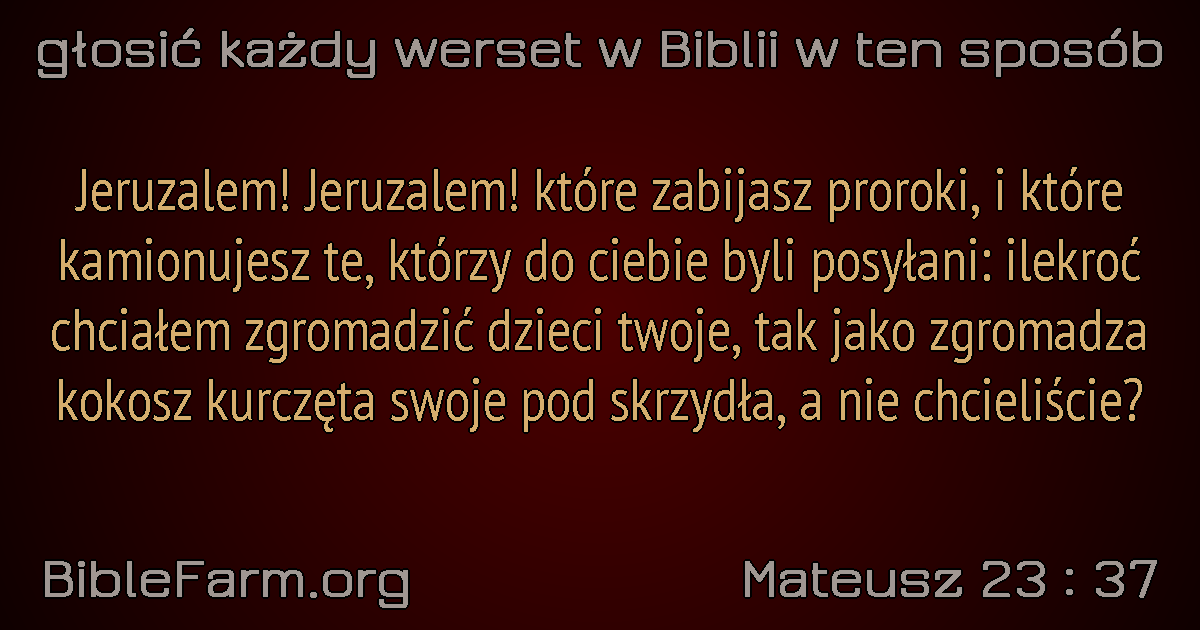 głosić każdy werset w Biblii w ten sposób
Jeruzalem! Jeruzalem! które zabijasz proroki, i które
kamionujesz te, którzy do ciebie byli posyłani: ilekroć
chciałem zgromadzić dzieci twoje, tak jako zgromadza
kokosz kurczęta swoje pod skrzydła, a nie chcieliście?
BibleFarm.org
Mateusz 23 : 37